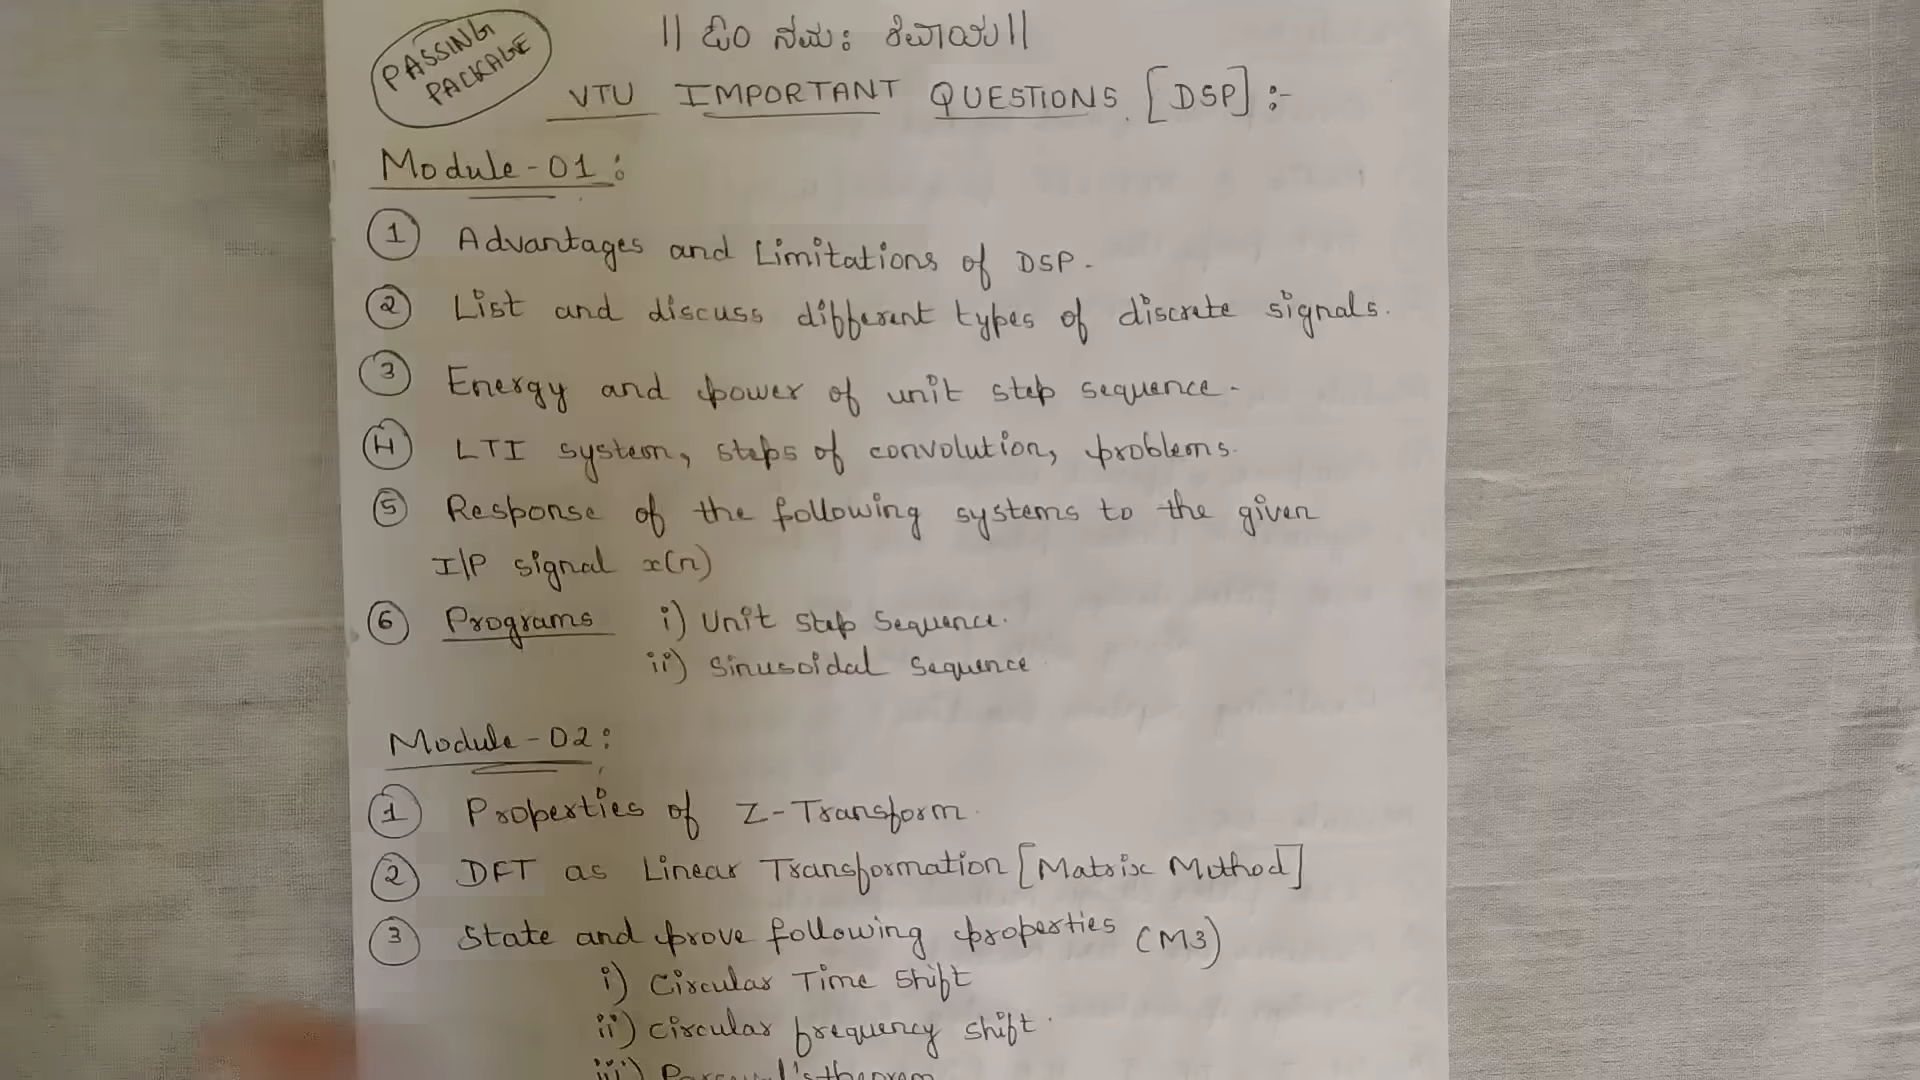 PASSING
PACKAGE
|| ಓಂ ನಮಃ ಶಿವಾಯ ||
VTU IMPORTANT QUESTIONS [DSP] :-
Module-01 :
1 Advantages and Limitations of DSP.
2 List and discuss different types of discrete signals.
3 Energy and power of unit step sequence.
4 LTI system, steps of convolution, problems.
5 Response of the following systems to the given
I/P signal x(n)
6 Programs i) Unit Step Sequence.
ii) Sinusoidal Sequence
Module-02 :
1 Properties of Z-Transform.
2 DFT as Linear Transformation [Matrix Method]
3 State and prove following properties (M3)
i) Circular Time Shift
ii) Circular frequency shift.
iii) Parseval's theorem